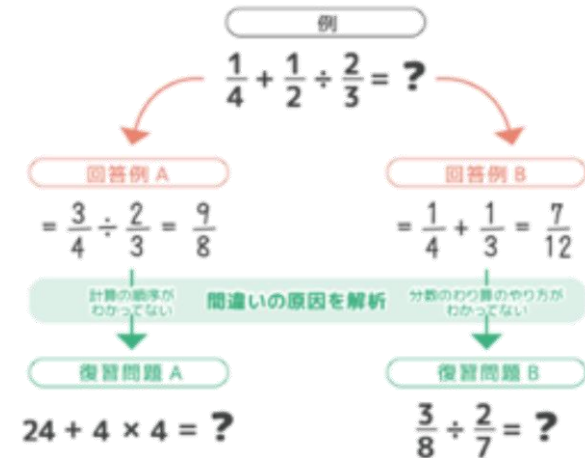 例
1/4 + 1/2 ÷ 2/3 = ?
回答例 A
= 3/4 ÷ 2/3 = 9/8
回答例 B
= 1/4 + 1/3 = 7/12
計算の順序が
わかってない
間違いの原因を解析
分数のわり算のやり方が
わかってない
復習問題 A
24 + 4 × 4 = ?
復習問題 B
3/8 ÷ 2/7 = ?